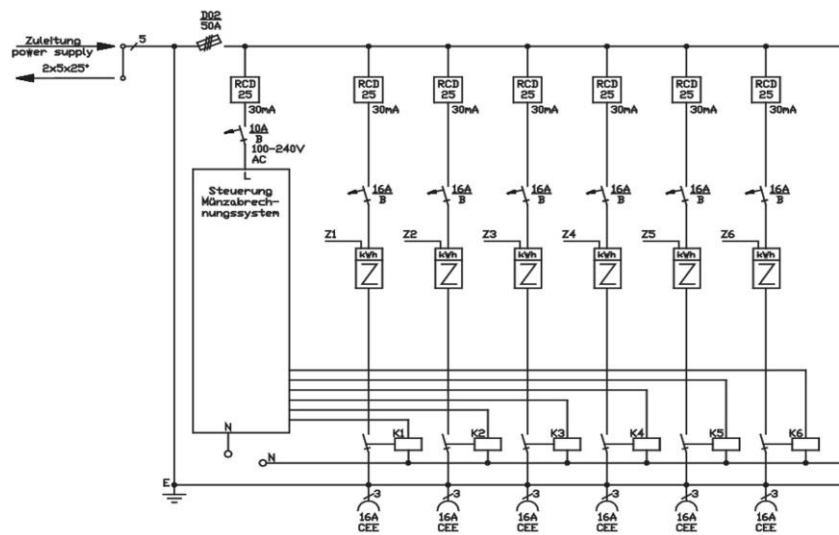 D02
50A
Zuleitung
power supply
2x5x25°
5
RCD
25
30mA
RCD
25
30mA
RCD
25
30mA
RCD
25
30mA
RCD
25
30mA
RCD
25
30mA
RCD
25
30mA
10A
B
100-240V
AC
L
Steuerung
Münzabrech-
nungssystem
16A
B
16A
B
16A
B
16A
B
16A
B
16A
B
Z1
Z2
Z3
Z4
Z5
Z6
kWh
Z
kWh
Z
kWh
Z
kWh
Z
kWh
Z
kWh
Z
N
K1
K2
K3
K4
K5
K6
N
E
3
3
3
3
3
3
16A
CEE
16A
CEE
16A
CEE
16A
CEE
16A
CEE
16A
CEE